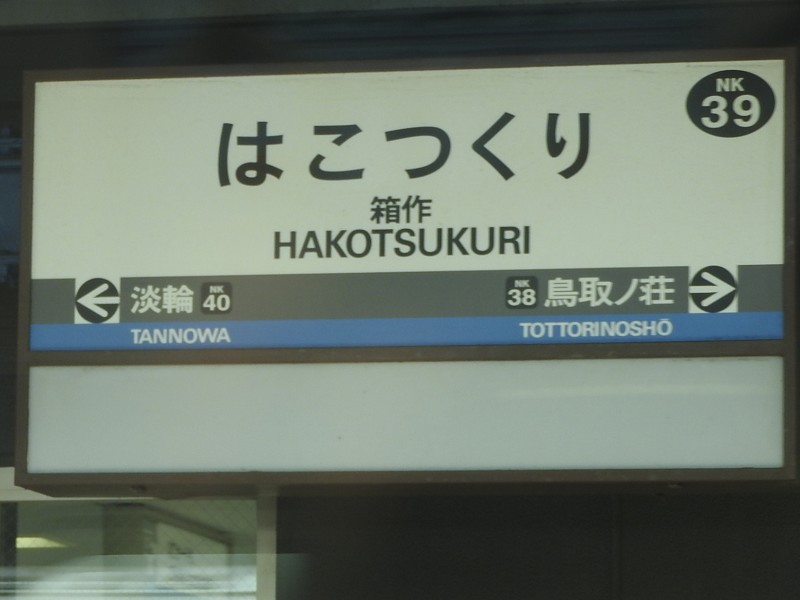 NK
39
はこつくり
箱作
HAKOTSUKURI
淡輪 NK 40
NK 38 鳥取ノ荘
TANNOWA
TOTTORINOSHŌ